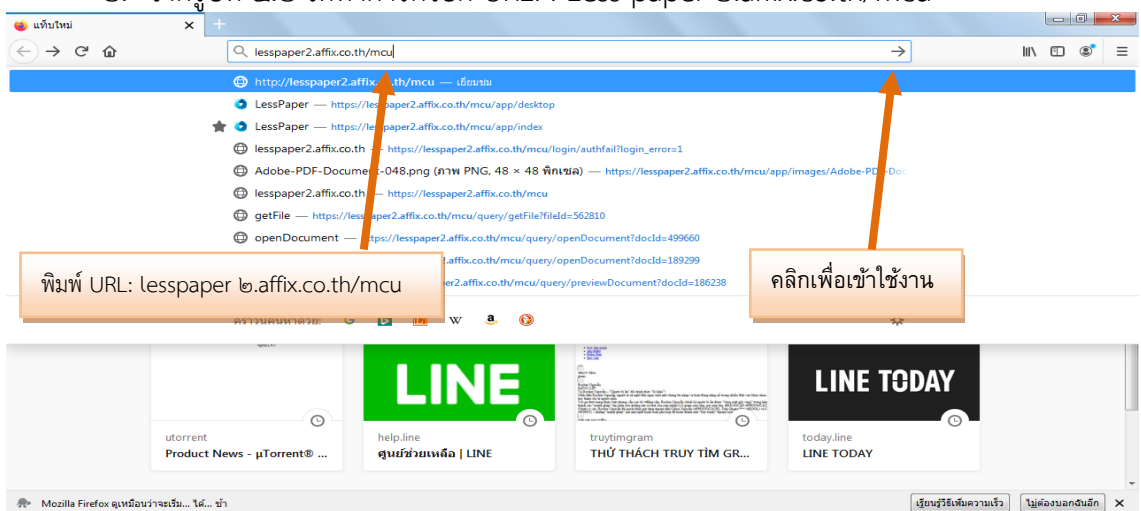 แท็บใหม่
lesspaper2.affix.co.th/mcu
http://lesspaper2.affix. .th/mcu — เยี่ยมชม
LessPaper — https://les paper2.affix.co.th/mcu/app/desktop
LessPaper — https://lesspaper2.affix.co.th/mcu/app/index
lesspaper2.affix.co.th — https://lesspaper2.affix.co.th/mcu/login/authfail?login_error=1
Adobe-PDF-Document-048.png (ภาพ PNG, 48 × 48 พิกเซล) — https://lesspaper2.affix.co.th/mcu/app/images/Adobe-PDF-Doc
lesspaper2.affix.co.th — https://lesspaper2.affix.co.th/mcu
getFile — https://lesspaper2.affix.co.th/mcu/query/getFile?fileId=562810
openDocument — https://lesspaper2.affix.co.th/mcu/query/openDocument?docId=499660
.affix.co.th/mcu/query/openDocument?docId=189299
er2.affix.co.th/mcu/query/previewDocument?docId=186238
พิมพ์ URL: lesspaper ๒.affix.co.th/mcu
คลิกเพื่อเข้าใช้งาน
LINE
LINE TODAY
utorrent
Product News - µTorrent® ...
help.line
ศูนย์ช่วยเหลือ | LINE
truytimgram
THỬ THÁCH TRUY TÌM GR...
today.line
LINE TODAY
Mozilla Firefox ดูเหมือนว่าจะเริ่ม... ได้... ช้า
เรียนรู้วิธีเพิ่มความเร็ว
ไม่ต้องบอกฉันอีก